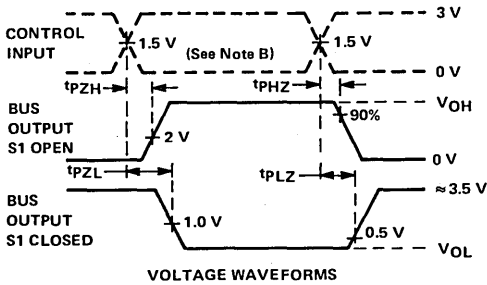 3 V
CONTROL
INPUT
1.5 V
(See Note B)
1.5 V
0 V
tPZH
tPHZ
BUS
OUTPUT
S1 OPEN
2 V
90%
VOH
0 V
tPZL
tPLZ
≈3.5 V
BUS
OUTPUT
S1 CLOSED
1.0 V
0.5 V
VOL
VOLTAGE WAVEFORMS